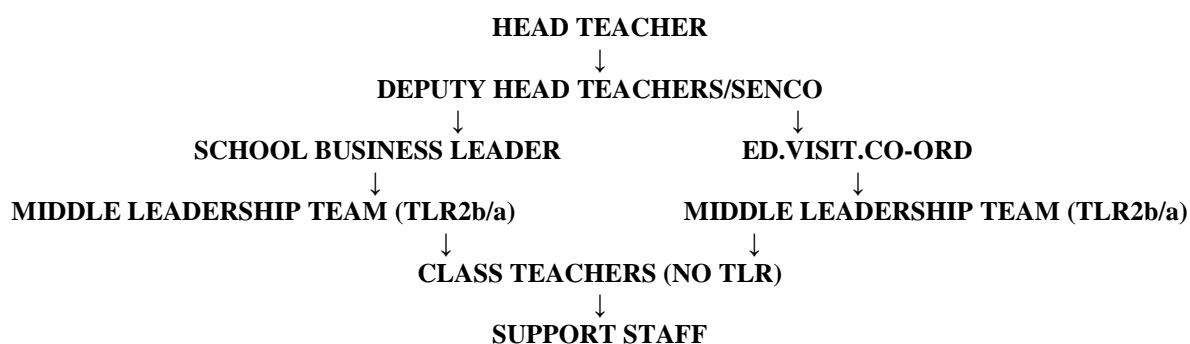 HEAD TEACHER
↓
DEPUTY HEAD TEACHERS/SENCO
↓ ↓
SCHOOL BUSINESS LEADER ED.VISIT.CO-ORD
↓ ↓
MIDDLE LEADERSHIP TEAM (TLR2b/a) MIDDLE LEADERSHIP TEAM (TLR2b/a)
↓ ↓
CLASS TEACHERS (NO TLR)
↓
SUPPORT STAFF